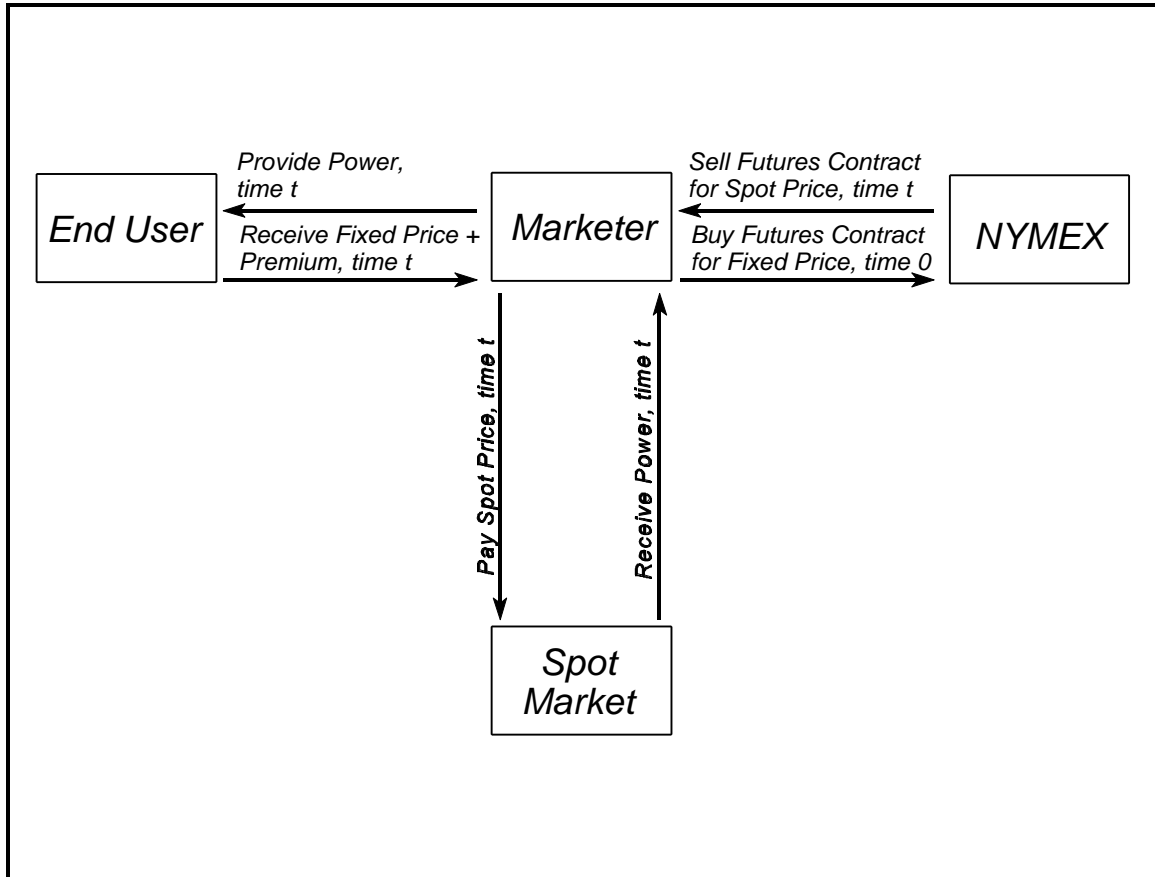 Provide Power,
time t
Sell Futures Contract
for Spot Price, time t
End User
Marketer
NYMEX
Receive Fixed Price +
Premium, time t
Buy Futures Contract
for Fixed Price, time 0
Pay Spot Price, time t
Receive Power, time t
Spot
Market